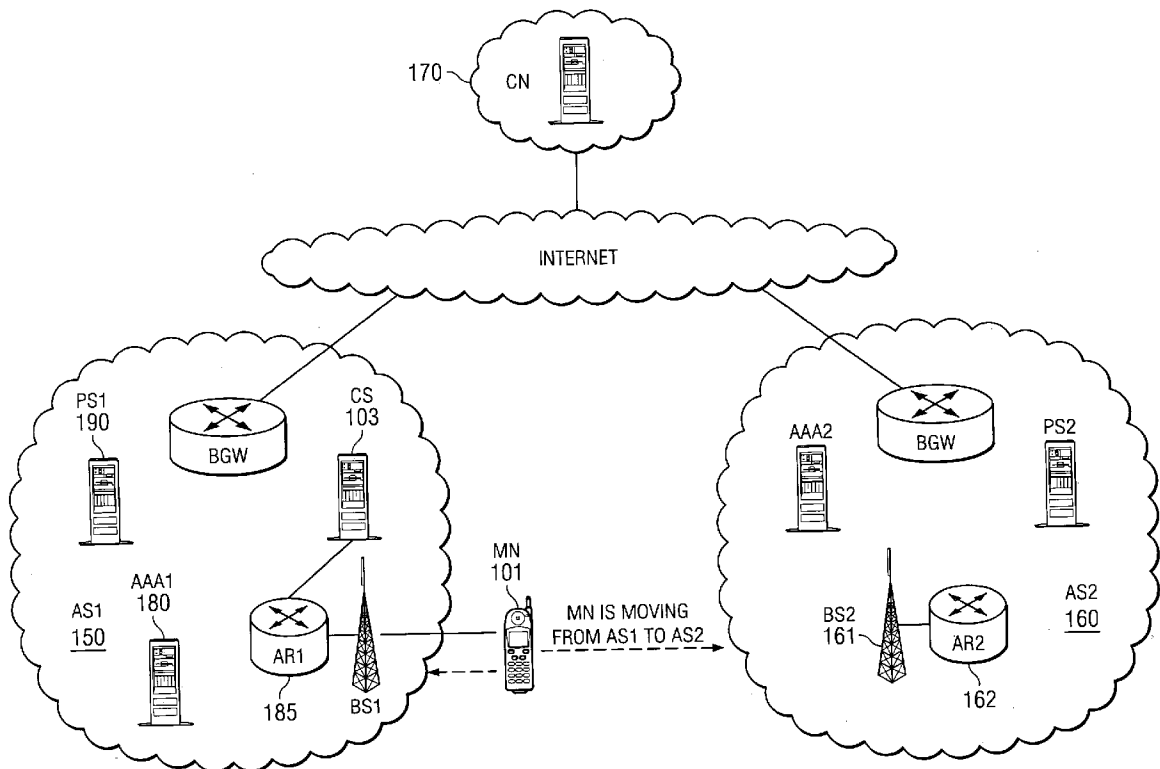 170
CN
INTERNET
PS1
190
BGW
CS
103
AAA1
180
AS1
150
AR1
185
BS1
MN
101
MN IS MOVING
FROM AS1 TO AS2
AAA2
BGW
PS2
BS2
161
AR2
162
AS2
160